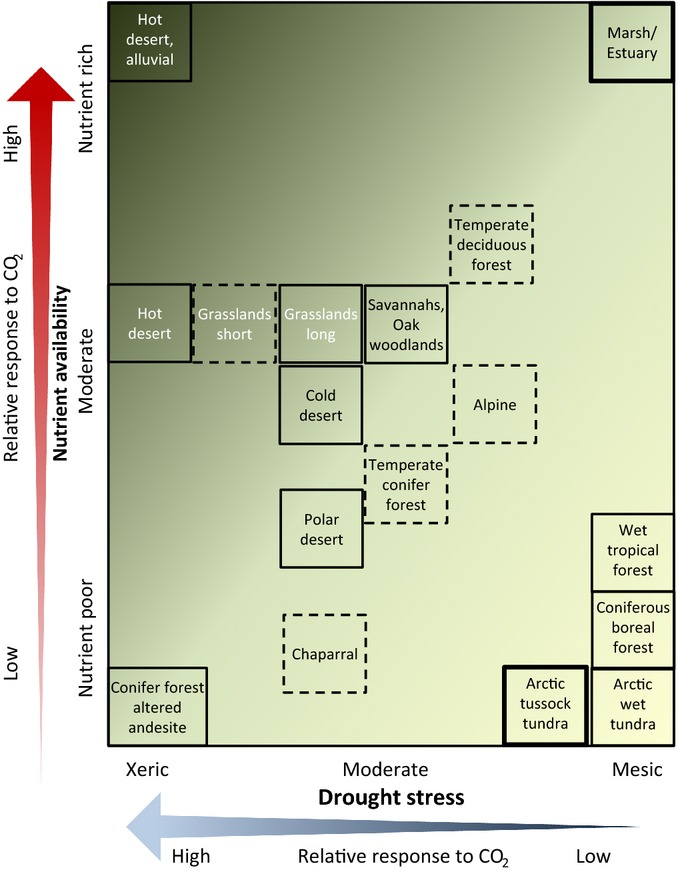 Hot
desert,
alluvial
Marsh/
Estuary
Temperate
deciduous
forest
Hot
desert
Grasslands
short
Grasslands
long
Savannahs,
Oak
woodlands
Cold
desert
Alpine
Temperate
conifer
forest
Polar
desert
Wet
tropical
forest
Coniferous
boreal
forest
Chaparral
Conifer forest
altered
andesite
Arctic
tussock
tundra
Arctic
wet
tundra
High
Relative response to CO2
Low
Nutrient availability
Nutrient rich
Moderate
Nutrient poor
Xeric
Moderate
Mesic
Drought stress
High
Relative response to CO2
Low